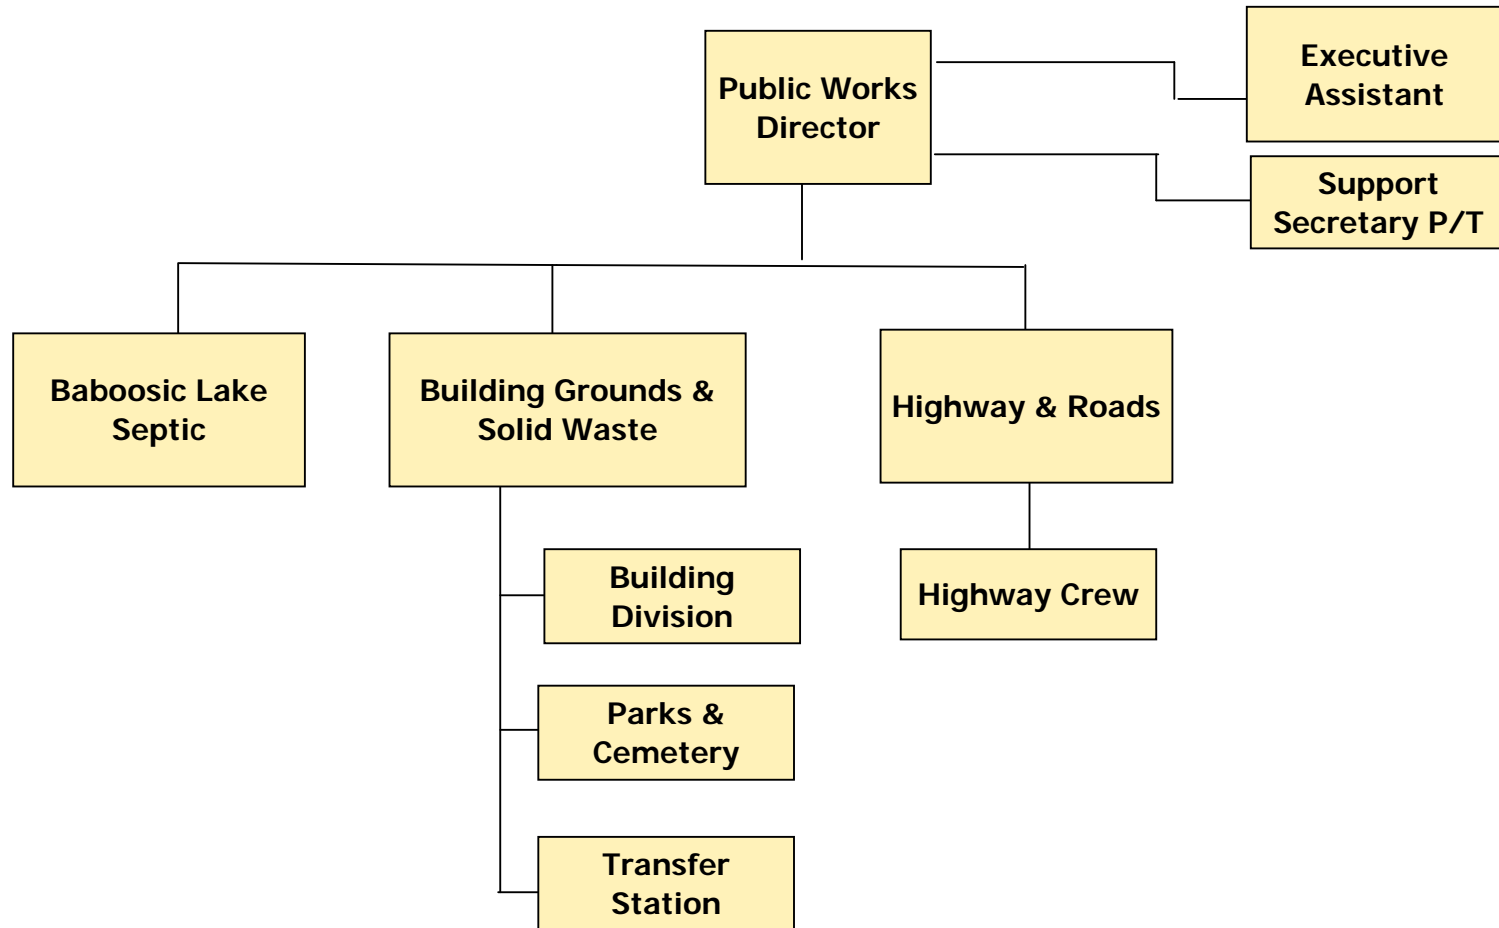 Public Works
Director
Executive
Assistant
Support
Secretary P/T
Baboosic Lake
Septic
Building Grounds &
Solid Waste
Highway & Roads
Building
Division
Highway Crew
Parks &
Cemetery
Transfer
Station